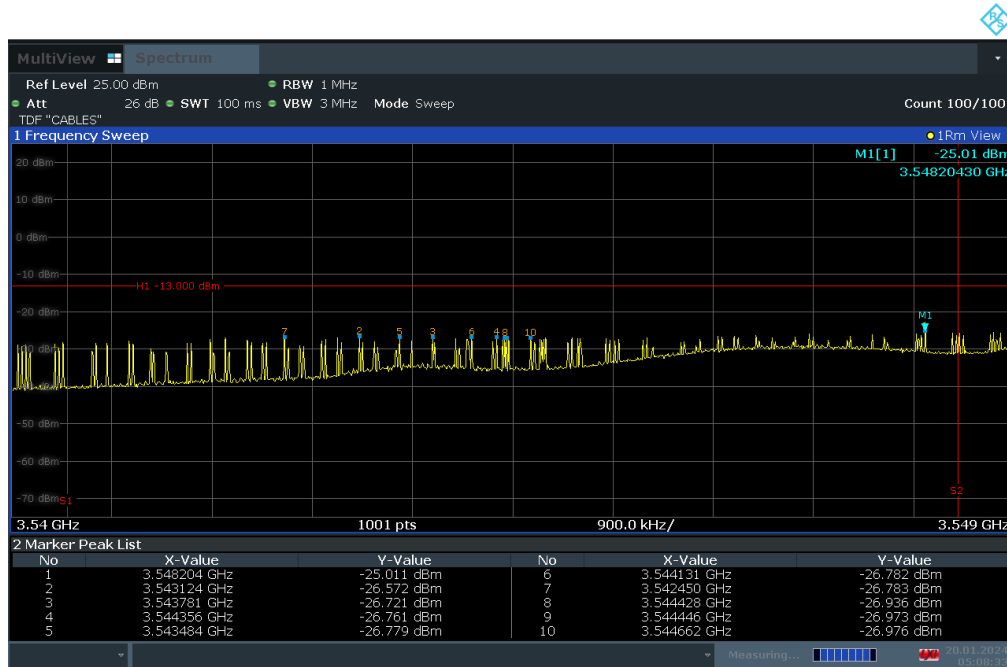 R&S
MultiView Spectrum
Ref Level 25.00 dBm RBW 1 MHz
Att 26 dB SWT 100 ms VBW 3 MHz Mode Sweep Count 100/100
TDF "CABLES"
1 Frequency Sweep 1Rm View
M1[1] -25.01 dBm
3.54820430 GHz
20 dBm
10 dBm
0 dBm
-10 dBm
H1 -13.000 dBm
-20 dBm
M1
7 2 5 3 6 4 8 10
-50 dBm
-60 dBm
S2
-70 dBm S1
3.54 GHz 1001 pts 900.0 kHz/ 3.549 GHz
2 Marker Peak List
No X-Value Y-Value No X-Value Y-Value
1 3.548204 GHz -25.011 dBm 6 3.544131 GHz -26.782 dBm
2 3.543124 GHz -26.572 dBm 7 3.542450 GHz -26.783 dBm
3 3.543781 GHz -26.721 dBm 8 3.544428 GHz -26.936 dBm
4 3.544356 GHz -26.761 dBm 9 3.544446 GHz -26.973 dBm
5 3.543484 GHz -26.779 dBm 10 3.544662 GHz -26.976 dBm
Measuring... 20.01.2024